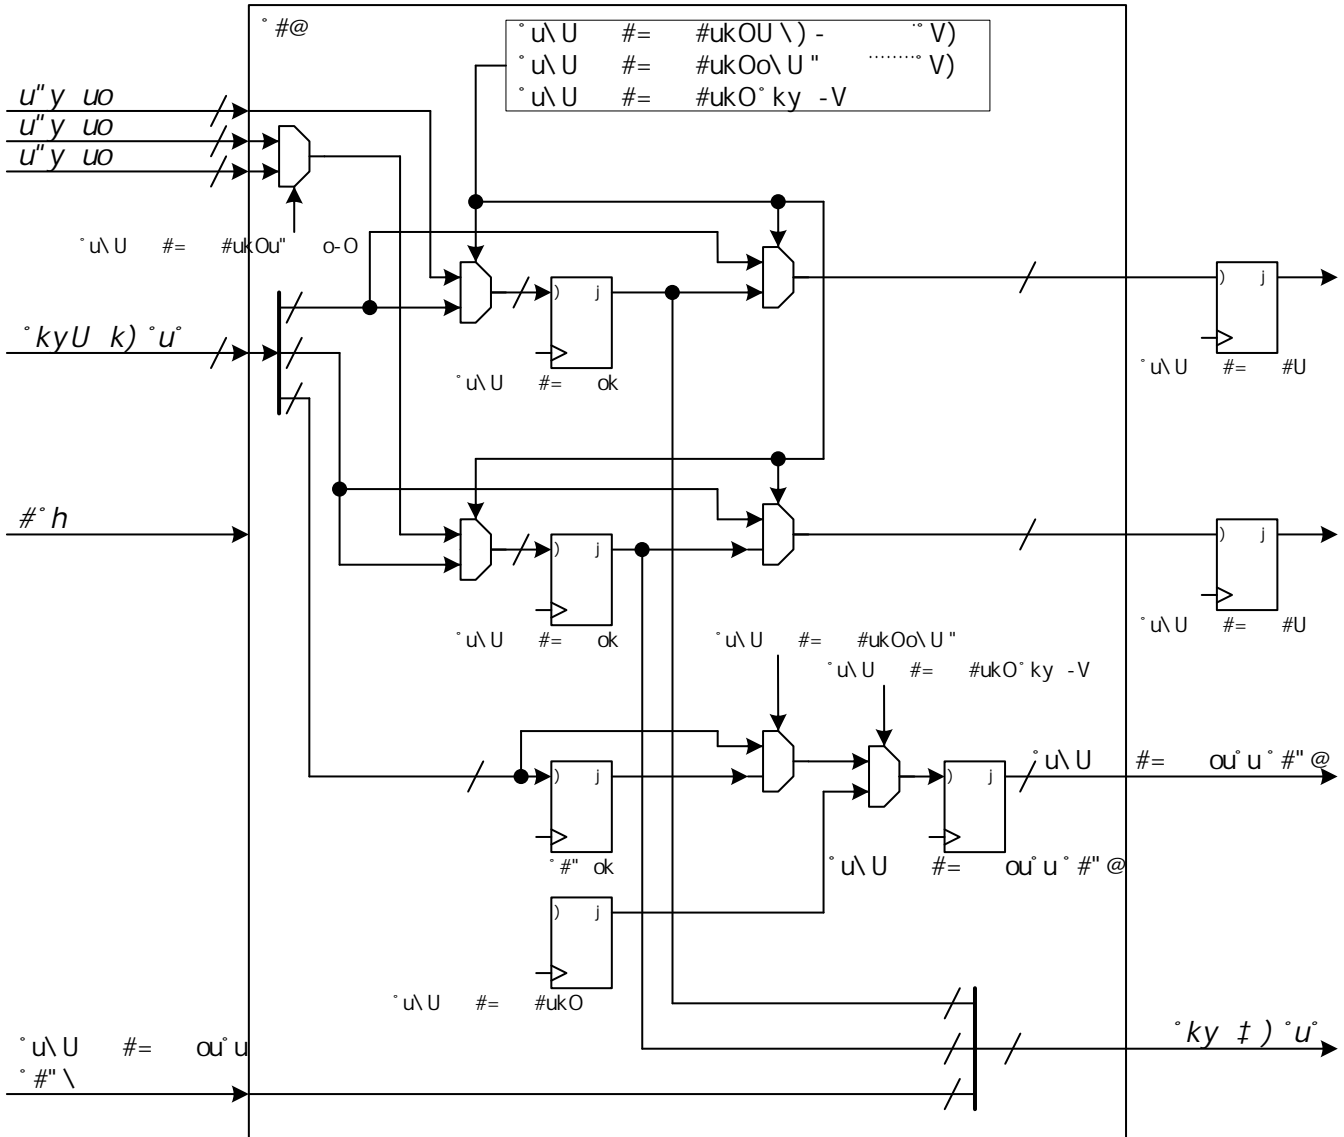 °#@
°u\U #= #ukOU\)- ¨°V)
°u\U #= #ukOo\U" ········°V)
°u\U #= #ukO°ky -V
u"y uo
u"y uo
u"y uo
°u\U #= #ukOu" o-O
) j
) j
°kyU k) °u°
°u\U #= ok
°u\U #= #U
#°h
) j
) j
°u\U #= ok
°u\U #= #U
°u\U #= #ukOo\U"
°u\U #= #ukO°ky -V
°u\U #= ou°u°#"@
) j
) j
°#" ok
°u\U #= ou°u°#"@
) j
°u\U #= #ukO
°u\U #= ou°u
°#"\
°ky ‡)°u°